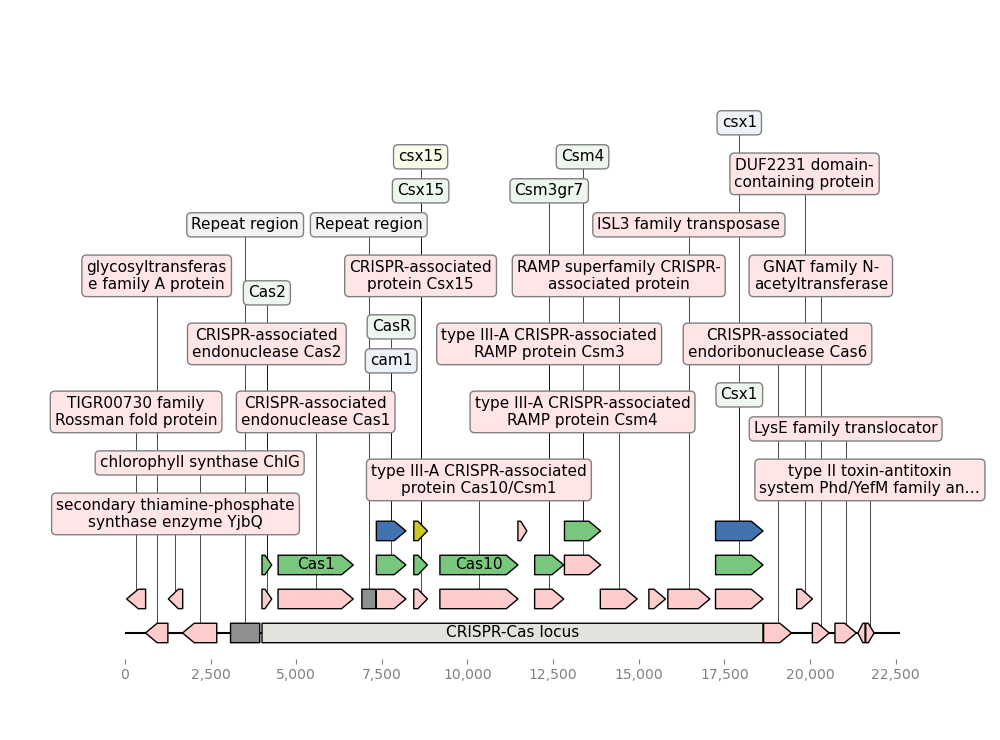 csx1
csx15
Csm4
DUF2231 domain-
containing protein
Csx15
Csm3gr7
Repeat region
Repeat region
ISL3 family transposase
glycosyltransferas
e family A protein
CRISPR-associated
protein Csx15
RAMP superfamily CRISPR-
associated protein
GNAT family N-
acetyltransferase
Cas2
CasR
CRISPR-associated
endonuclease Cas2
type III-A CRISPR-associated
RAMP protein Csm3
CRISPR-associated
endoribonuclease Cas6
cam1
Csx1
TIGR00730 family
Rossman fold protein
CRISPR-associated
endonuclease Cas1
type III-A CRISPR-associated
RAMP protein Csm4
LysE family translocator
chlorophyll synthase ChlG
type III-A CRISPR-associated
protein Cas10/Csm1
type II toxin-antitoxin
system Phd/YefM family an…
secondary thiamine-phosphate
synthase enzyme YjbQ
Cas1
Cas10
CRISPR-Cas locus
0
2,500
5,000
7,500
10,000
12,500
15,000
17,500
20,000
22,500